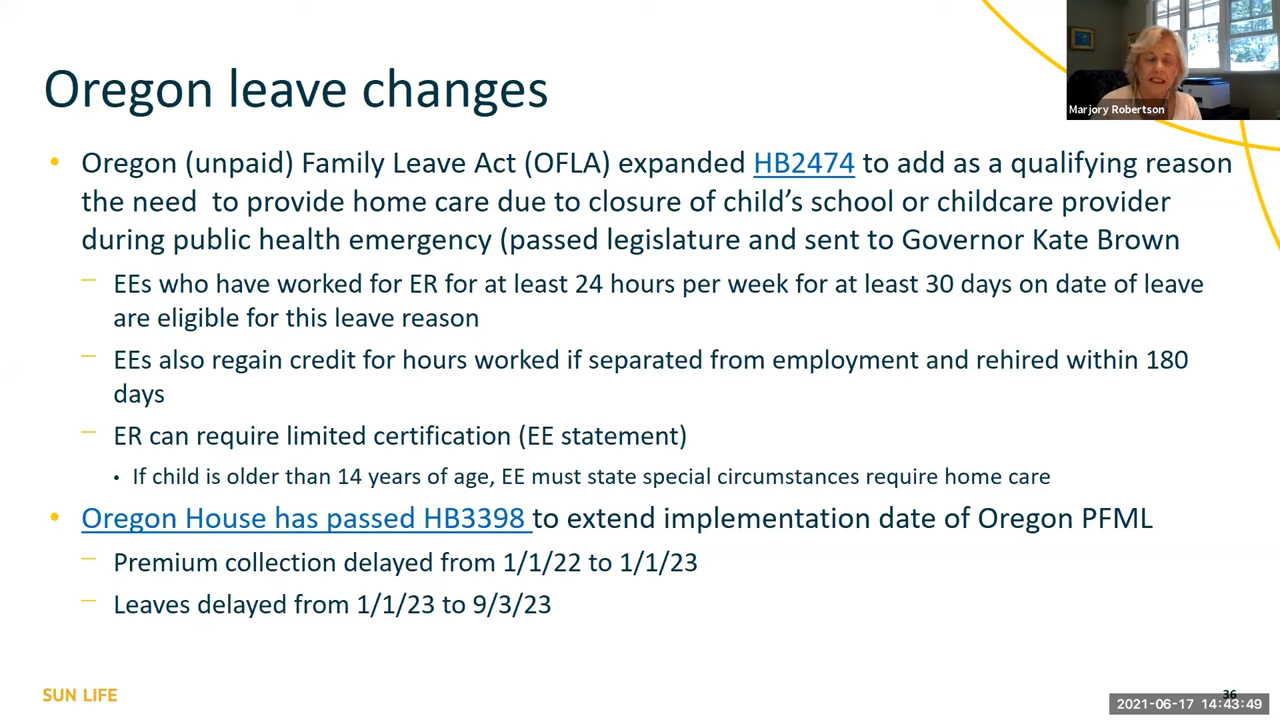 Oregon leave changes
Marjory Robertson
• Oregon (unpaid) Family Leave Act (OFLA) expanded HB2474 to add as a qualifying reason
the need to provide home care due to closure of child's school or childcare provider
during public health emergency (passed legislature and sent to Governor Kate Brown
– EEs who have worked for ER for at least 24 hours per week for at least 30 days on date of leave
are eligible for this leave reason
– EEs also regain credit for hours worked if separated from employment and rehired within 180
days
– ER can require limited certification (EE statement)
• If child is older than 14 years of age, EE must state special circumstances require home care
• Oregon House has passed HB3398 to extend implementation date of Oregon PFML
– Premium collection delayed from 1/1/22 to 1/1/23
– Leaves delayed from 1/1/23 to 9/3/23
SUN LIFE
36
2021-06-17 14:43:49